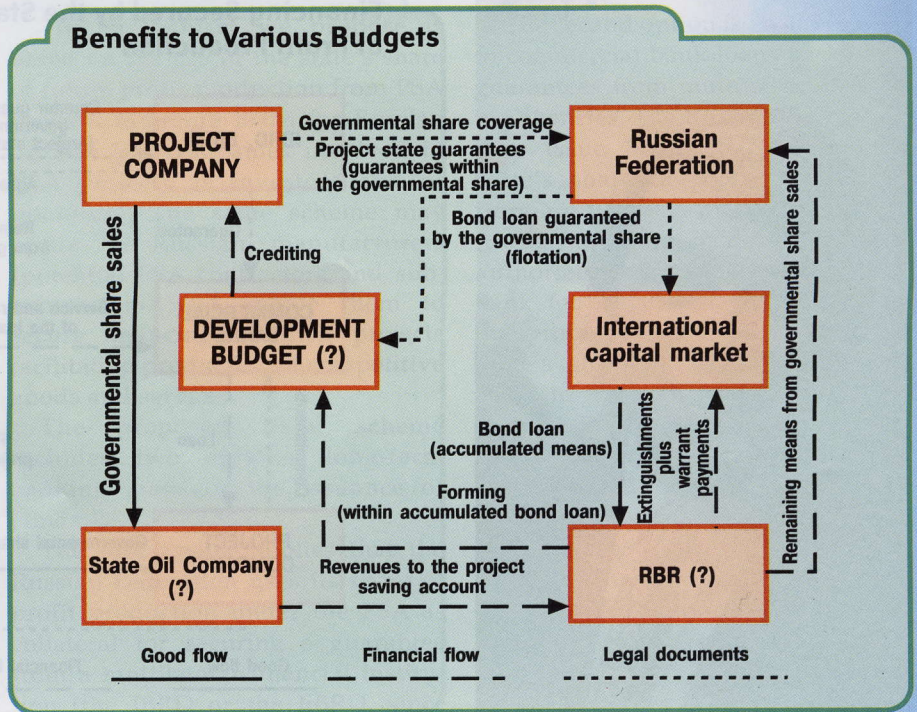 Benefits to Various Budgets
PROJECT
COMPANY
Governmental share coverage
Project state guarantees
(guarantees within
the governmental share)
Russian
Federation
Governmental share sales
Crediting
Bond loan guaranteed
by the governmental share
(flotation)
Remaining means from governmental share sales
DEVELOPMENT
BUDGET (?)
International
capital market
Bond loan
(accumulated means)
Extinguishments
plus
warrant
payments
Forming
(within accumulated bond loan)
State Oil Company
(?)
Revenues to the project
saving account
RBR (?)
Good flow
Financial flow
Legal documents